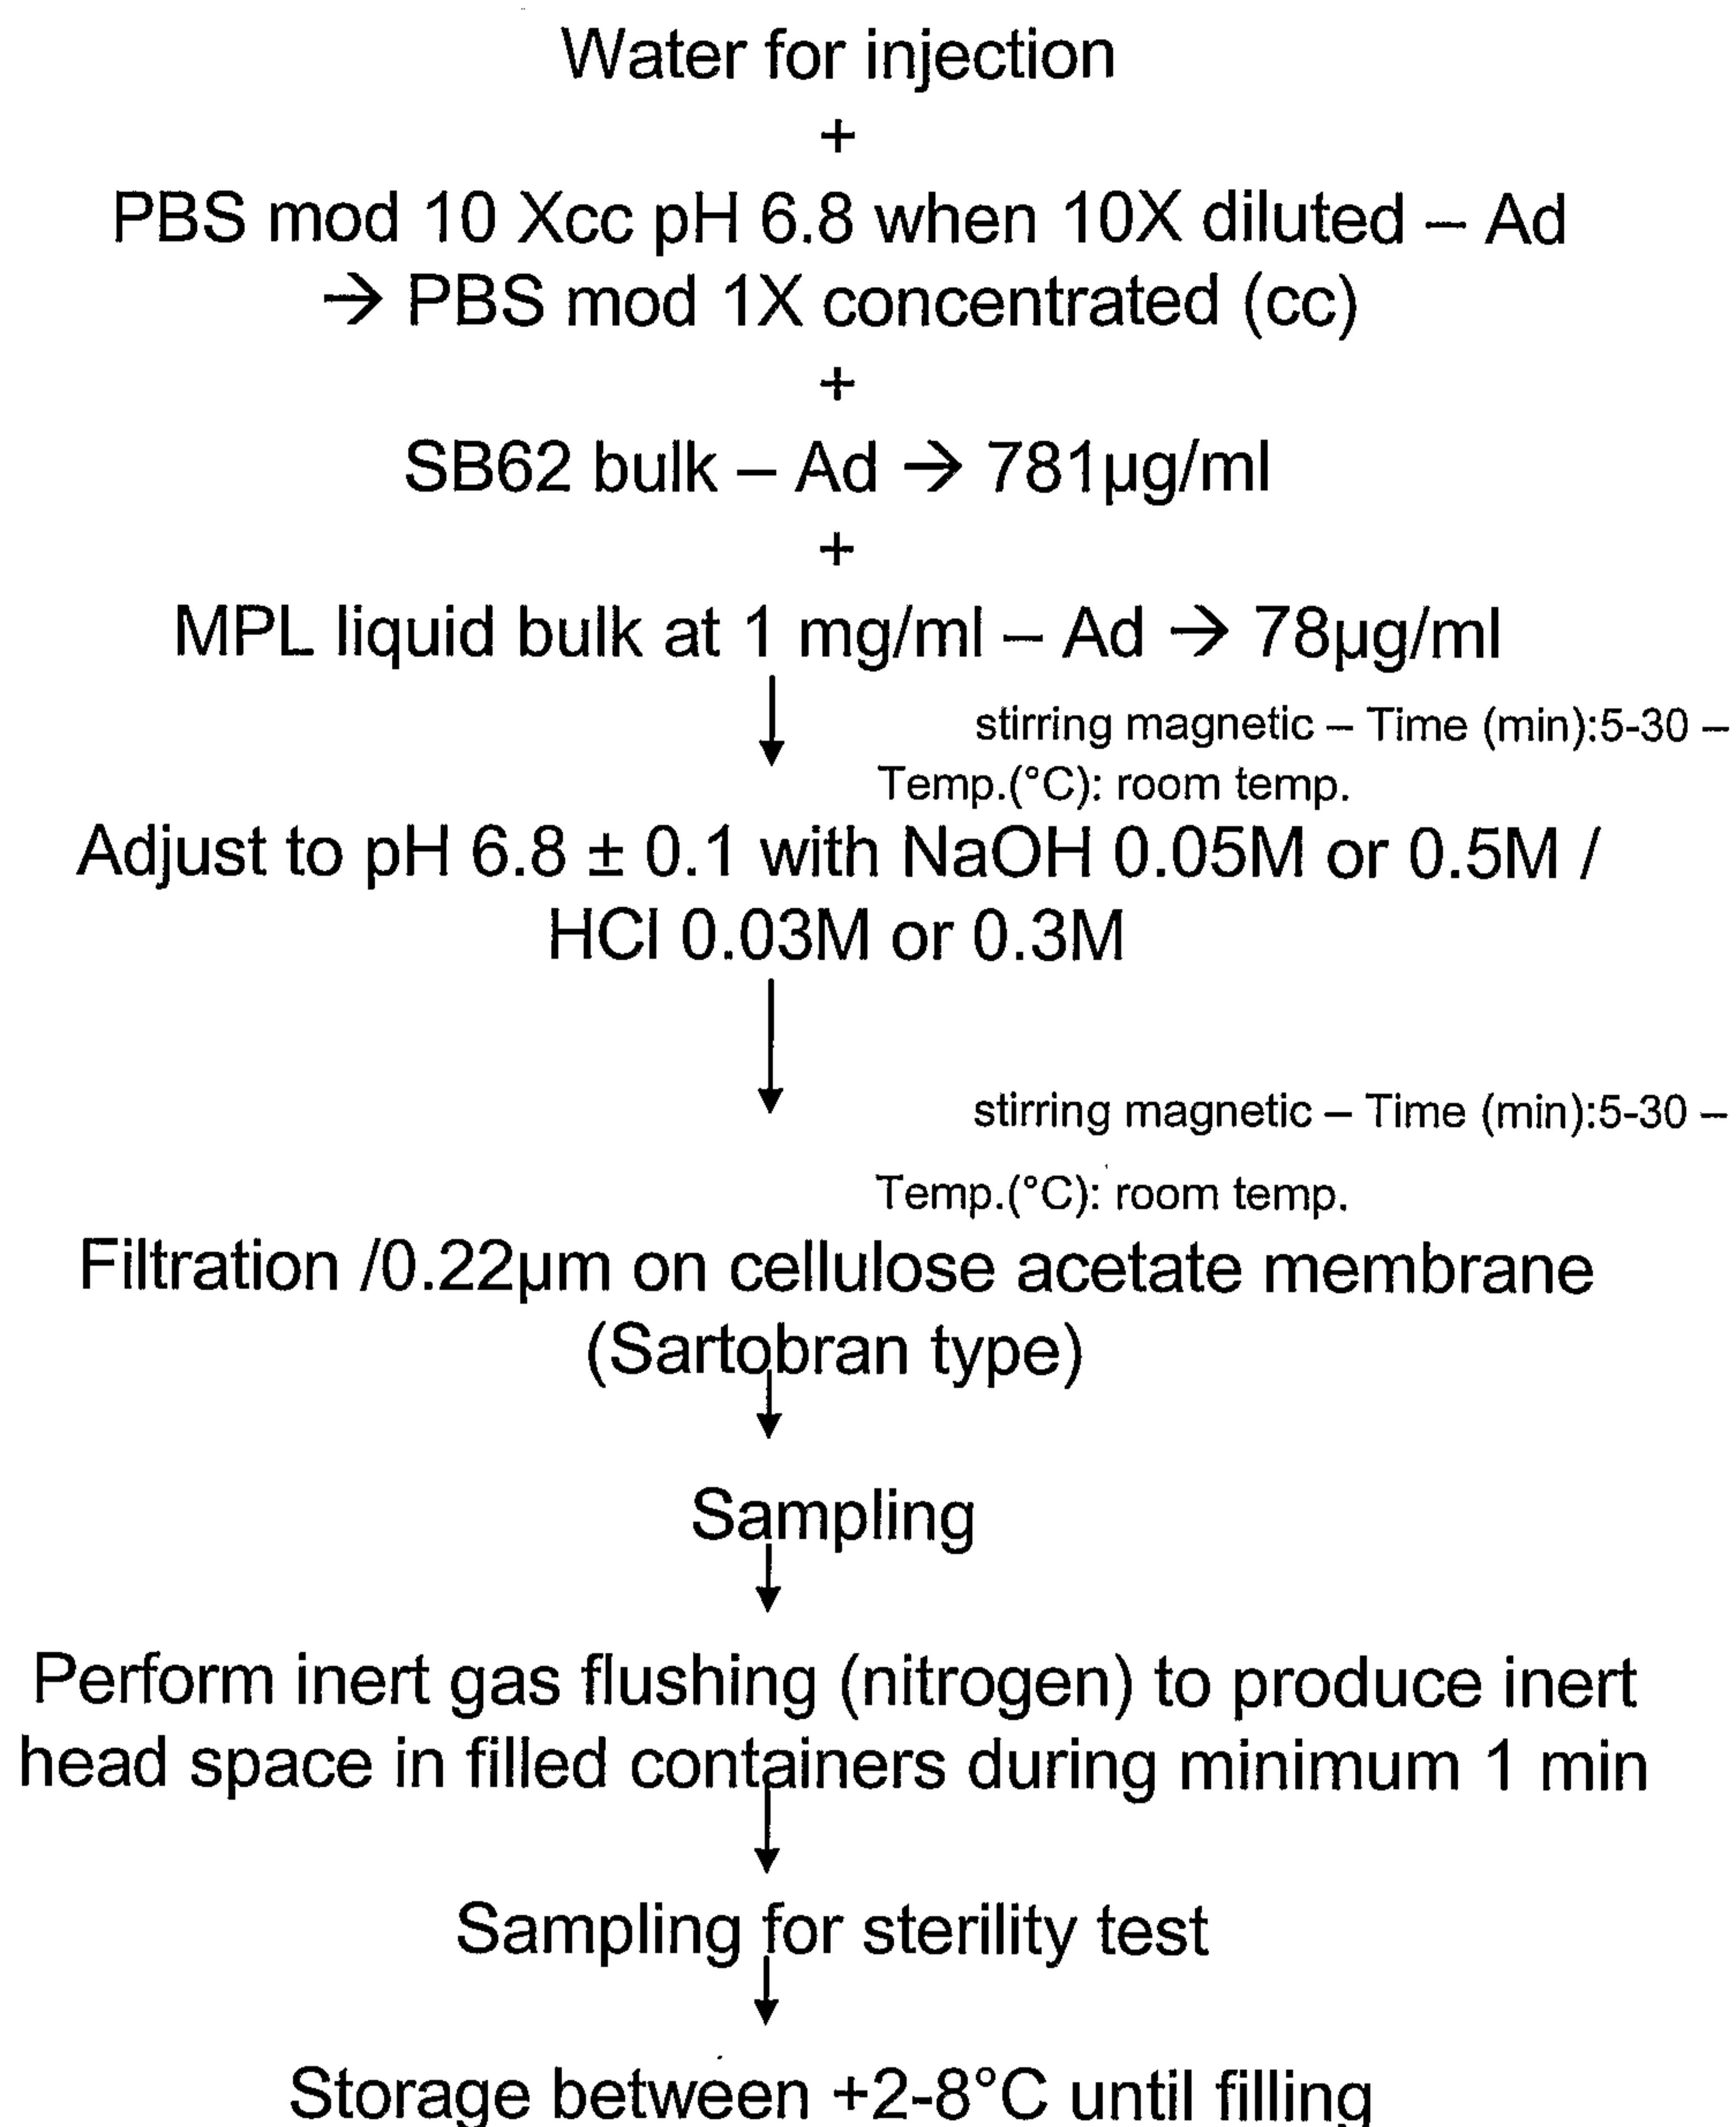 Water for injection
+
PBS mod 10 Xcc pH 6.8 when 10X diluted – Ad
→ PBS mod 1X concentrated (cc)
+
SB62 bulk – Ad → 781µg/ml
+
MPL liquid bulk at 1 mg/ml – Ad → 78µg/ml
stirring magnetic – Time (min):5-30 –
Temp.(°C): room temp.
Adjust to pH 6.8 ± 0.1 with NaOH 0.05M or 0.5M /
HCl 0.03M or 0.3M
stirring magnetic – Time (min):5-30 –
Temp.(°C): room temp.
Filtration /0.22µm on cellulose acetate membrane
(Sartobran type)
Sampling
Perform inert gas flushing (nitrogen) to produce inert
head space in filled containers during minimum 1 min
Sampling for sterility test
Storage between +2-8°C until filling